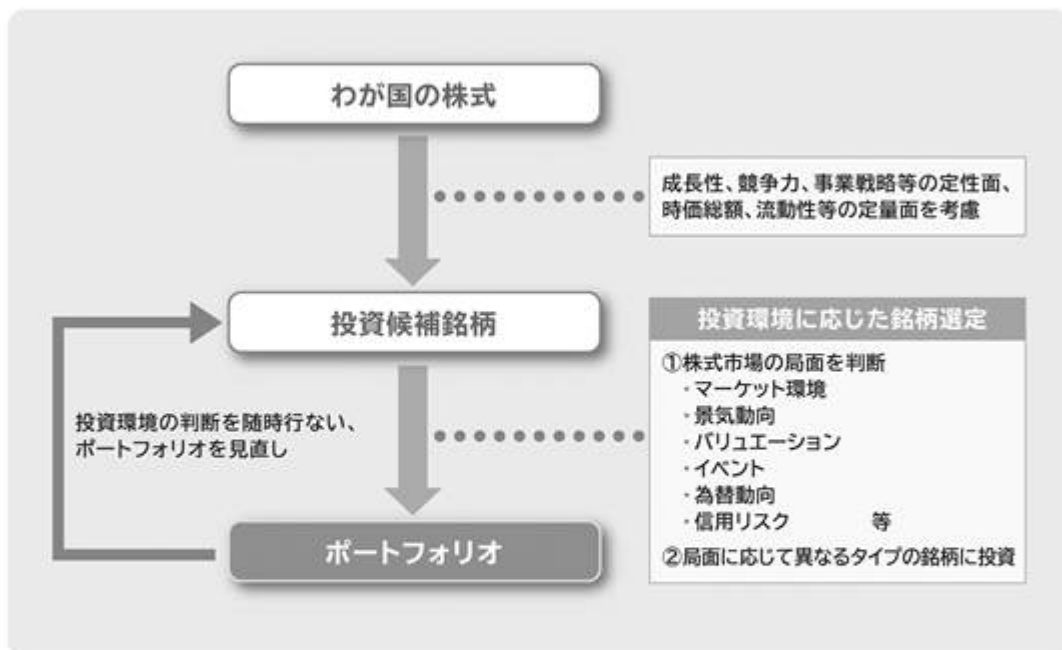 わが国の株式
成長性、競争力、事業戦略等の定性面、
時価総額、流動性等の定量面を考慮
投資候補銘柄
投資環境に応じた銘柄選定
①株式市場の局面を判断
・マーケット環境
・景気動向
・バリュエーション
・イベント
・為替動向
・信用リスク　　　等
②局面に応じて異なるタイプの銘柄に投資
投資環境の判断を随時行ない、
ポートフォリオを見直し
ポートフォリオ